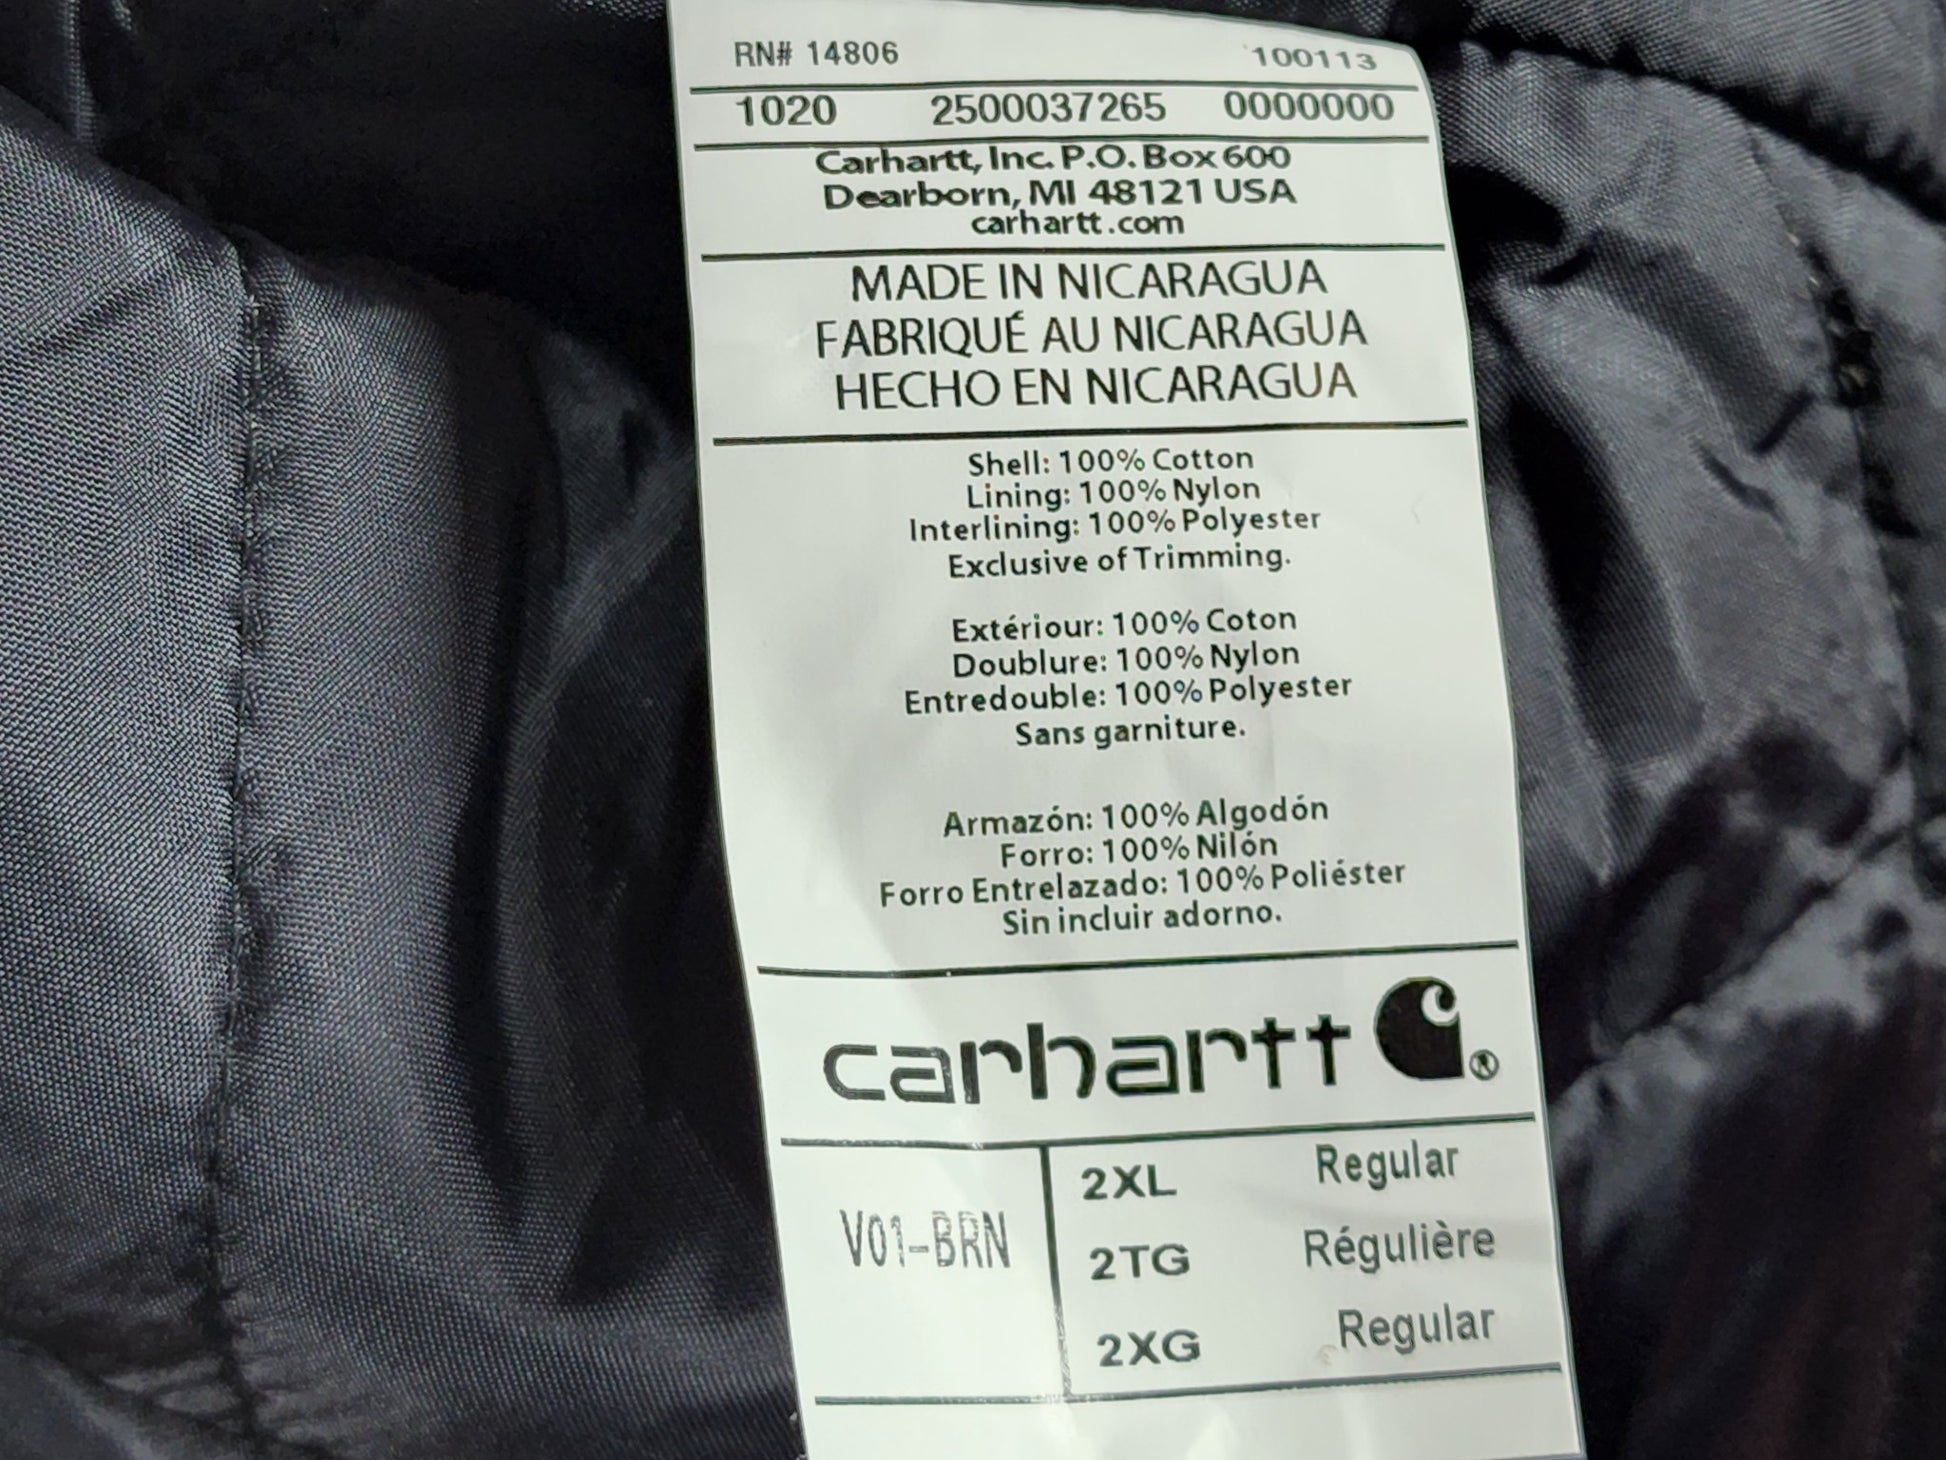 RN# 14806 100113
1020 2500037265 0000000
Carhartt, Inc. P.O. Box 600
Dearborn, MI 48121 USA
carhartt.com
MADE IN NICARAGUA
FABRIQUÉ AU NICARAGUA
HECHO EN NICARAGUA
Shell: 100% Cotton
Lining: 100% Nylon
Interlining: 100% Polyester
Exclusive of Trimming.
Extériour: 100% Coton
Doublure: 100% Nylon
Entredouble: 100% Polyester
Sans garniture.
Armazón: 100% Algodón
Forro: 100% Nilón
Forro Entrelazado: 100% Poliéster
Sin incluir adorno.
carhartt ®
V01-BRN
2XL Regular
2TG Régulière
2XG Regular